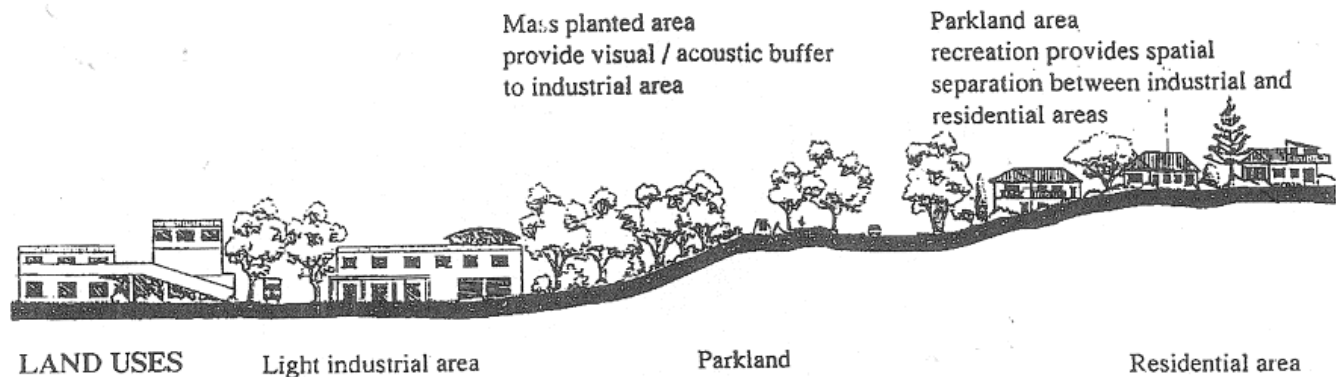 Mass planted area
provide visual / acoustic buffer
to industrial area
Parkland area
recreation provides spatial
separation between industrial and
residential areas
LAND USES
Light industrial area
Parkland
Residential area